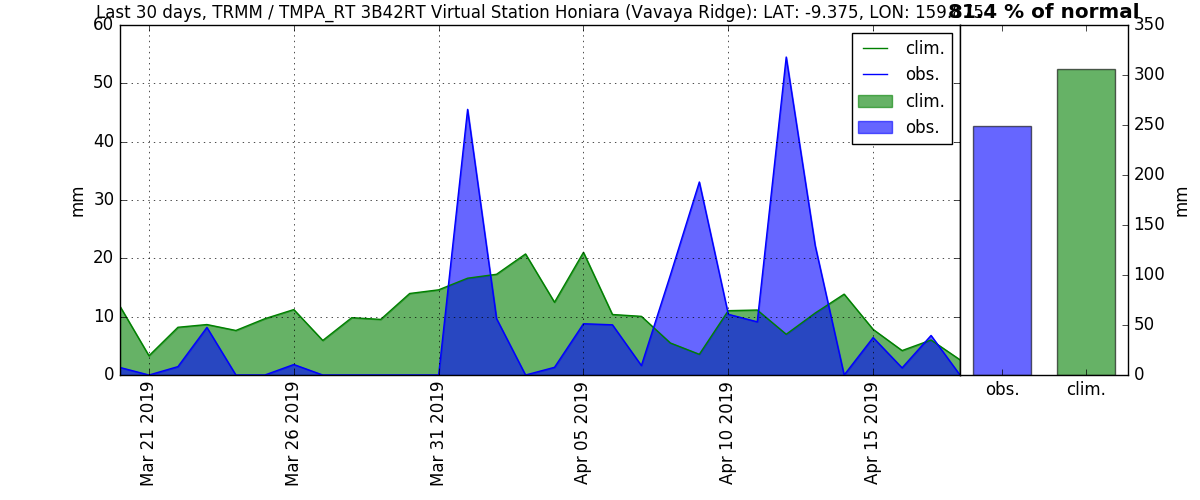 Last 30 days, TRMM / TMPA_RT 3B42RT Virtual Station Honiara (Vavaya Ridge): LAT: -9.375, LON:
81.4 % of normal
60
50
40
30
20
10
0
mm
clim.
obs.
clim.
obs.
Mar 21 2019
Mar 26 2019
Mar 31 2019
Apr 05 2019
Apr 10 2019
Apr 15 2019
350
300
250
200
150
100
50
0
mm
obs.
clim.